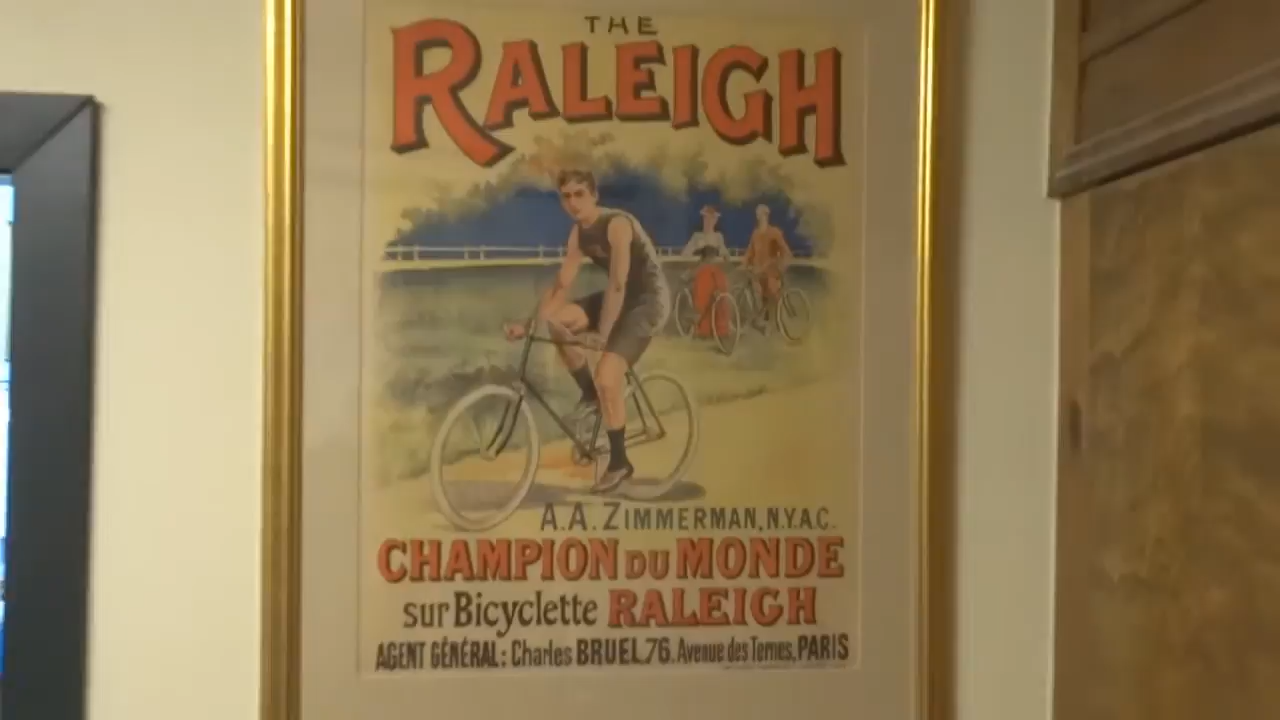 THE
RALEIGH
A.A. ZIMMERMAN, N.Y.A.C.
CHAMPION DU MONDE
sur Bicyclette RALEIGH
AGENT GÉNÉRAL: Charles BRUEL.76. Avenue des Ternes, PARIS